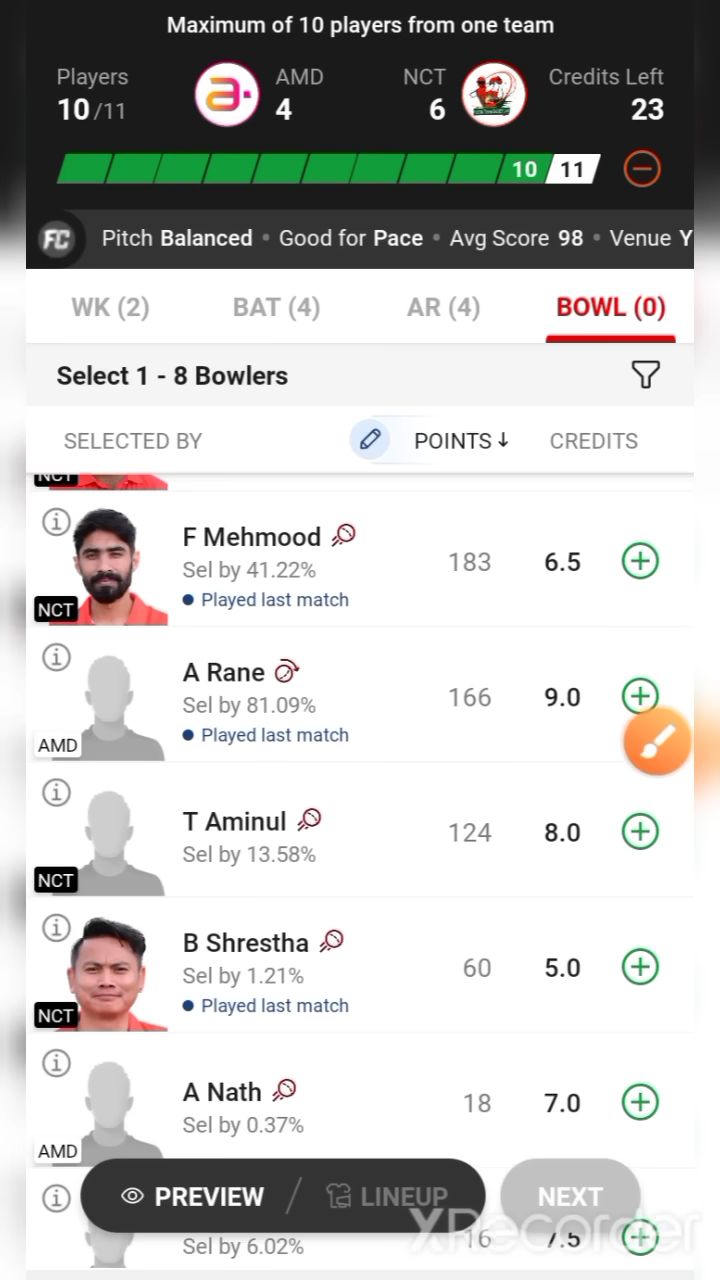 Maximum of 10 players from one team
Players AMD NCT Credits Left
10/11 a. 4 6 23
10 11
FC Pitch Balanced • Good for Pace • Avg Score 98 • Venue Y
WK (2) BAT (4) AR (4) BOWL (0)
Select 1 - 8 Bowlers
SELECTED BY POINTS↓ CREDITS
NCT
F Mehmood
Sel by 41.22% 183 6.5
NCT • Played last match
A Rane
Sel by 81.09% 166 9.0
AMD • Played last match
T Aminul 124 8.0
Sel by 13.58%
NCT
B Shrestha
Sel by 1.21% 60 5.0
NCT • Played last match
A Nath 18 7.0
Sel by 0.37%
AMD
PREVIEW / LINEUP NEXT
XRecorder
Sel by 6.02% 16 7.5